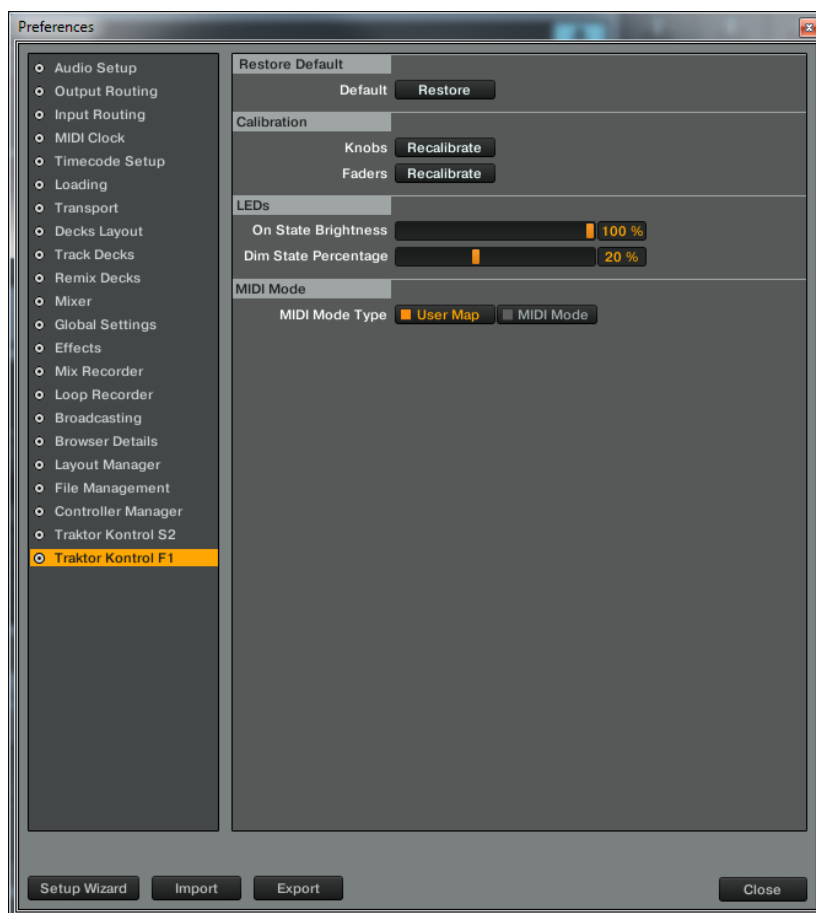 Preferences
Audio Setup
Output Routing
Input Routing
MIDI Clock
Timecode Setup
Loading
Transport
Decks Layout
Track Decks
Remix Decks
Mixer
Global Settings
Effects
Mix Recorder
Loop Recorder
Broadcasting
Browser Details
Layout Manager
File Management
Controller Manager
Traktor Kontrol S2
Traktor Kontrol F1
Restore Default
Default Restore
Calibration
Knobs Recalibrate
Faders Recalibrate
LEDs
On State Brightness 100 %
Dim State Percentage 20 %
MIDI Mode
MIDI Mode Type User Map MIDI Mode
Setup Wizard Import Export Close